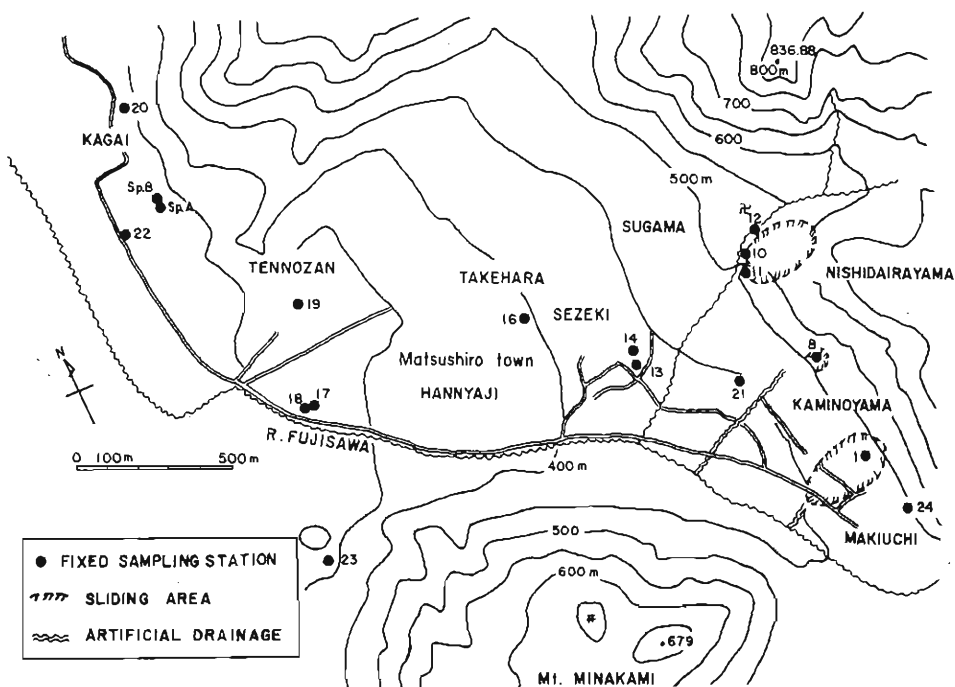 836.88
800m
700
600
500m
20
KAGAI
Sp.B
Sp.A
22
SUGAMA
卍
12
10
11
NISHIDAIRAYAMA
TENNOZAN
TAKEHARA
19
16
SEZEKI
14
13
8
Matsushiro town
HANNYAJI
21
KAMINOYAMA
N
18
17
R. FUJISAWA
0 100m 500m
400m
1
24
MAKIUCHI
500
23
600m
679
Mt. MINAKAMI
FIXED SAMPLING STATION
SLIDING AREA
ARTIFICIAL DRAINAGE